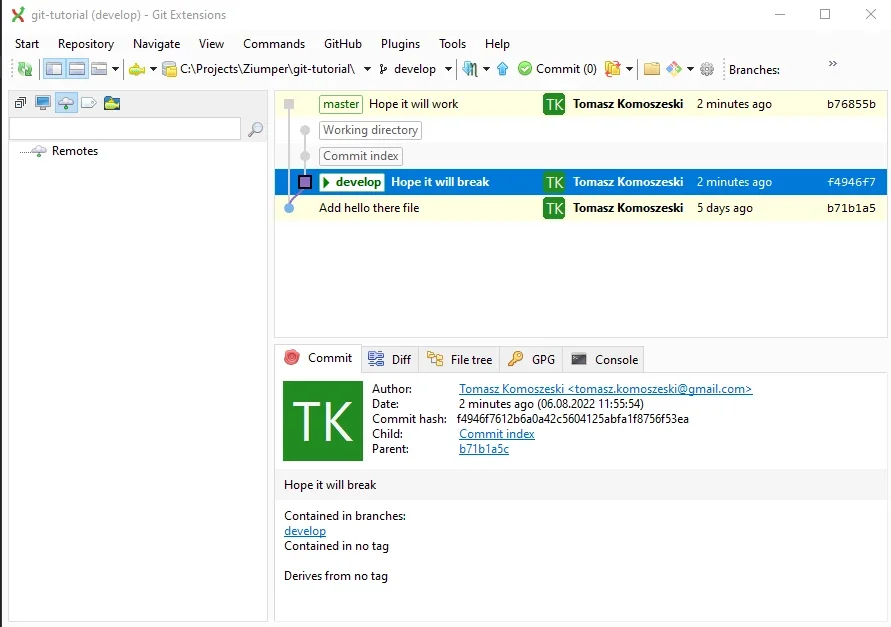 git-tutorial (develop) - Git Extensions
Start Repository Navigate View Commands GitHub Plugins Tools Help
C:\Projects\Ziumper\git-tutorial\ develop Commit (0) Branches: »
master Hope it will work TK Tomasz Komoszeski 2 minutes ago b76855b
Working directory
Commit index
develop Hope it will break TK Tomasz Komoszeski 2 minutes ago f4946f7
Add hello there file TK Tomasz Komoszeski 5 days ago b71b1a5
Remotes
Commit Diff File tree GPG Console
TK
Author: Tomasz Komoszeski <tomasz.komoszeski@gmail.com>
Date: 2 minutes ago (06.08.2022 11:55:54)
Commit hash: f4946f7612b6a0a42c5604125abfa1f8756f53ea
Child: Commit index
Parent: b71b1a5c
Hope it will break
Contained in branches:
develop
Contained in no tag
Derives from no tag